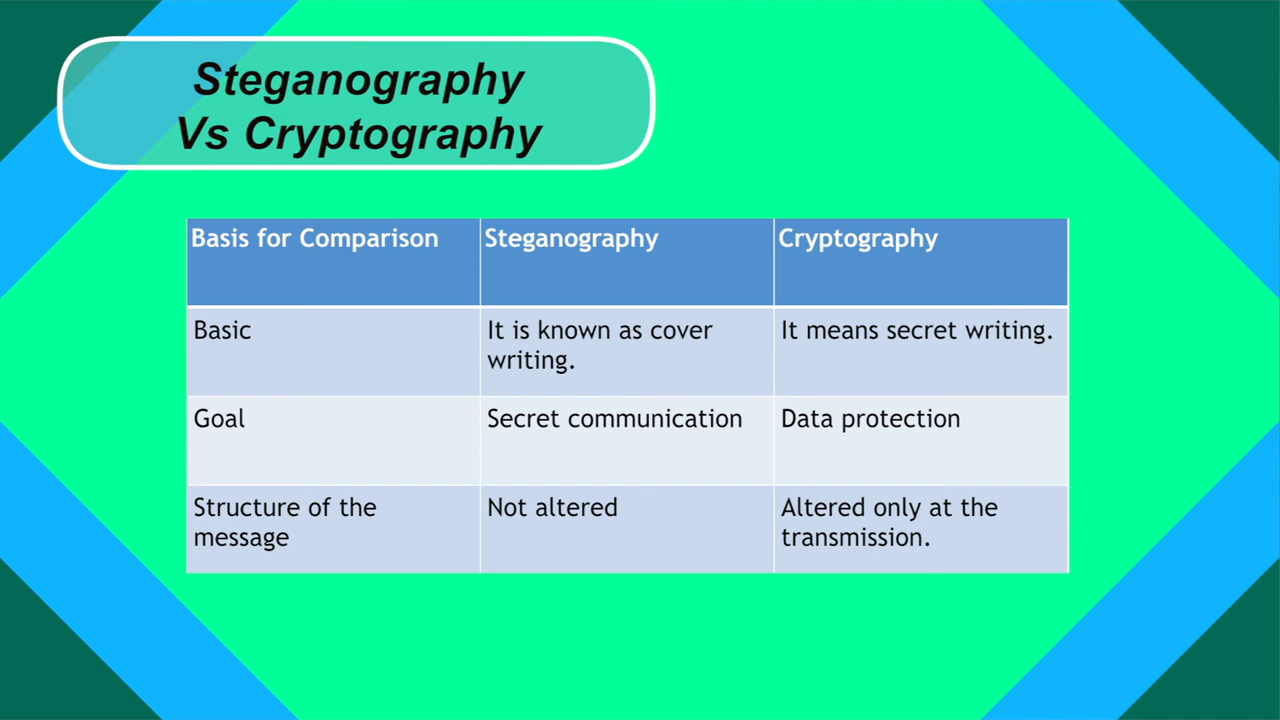 Steganography
Vs Cryptography
Basis for Comparison
Steganography
Cryptography
Basic
It is known as cover
writing.
It means secret writing.
Goal
Secret communication
Data protection
Structure of the
message
Not altered
Altered only at the
transmission.